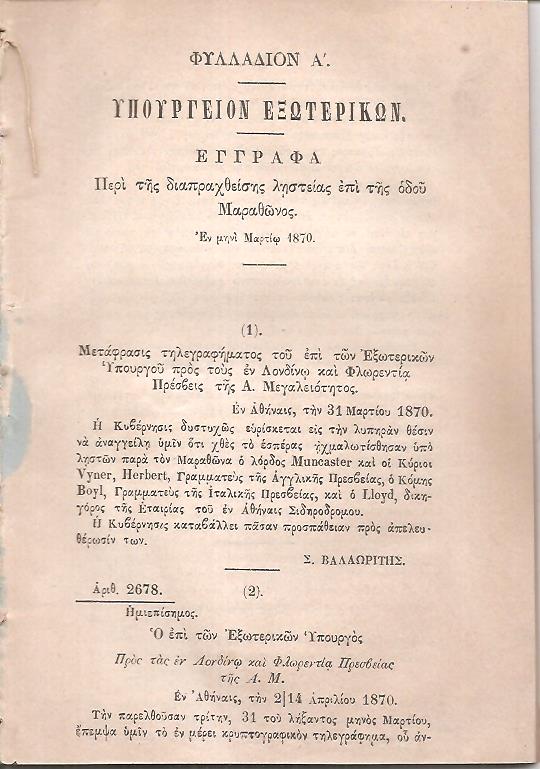 ΦΥΛΛΑΔΙΟΝ Α΄.
ΥΠΟΥΡΓΕΙΟΝ ΕΞΩΤΕΡΙΚΩΝ.
ΕΓΓΡΑΦΑ
Περὶ τῆς διαπραχθείσης λῃστείας ἐπὶ τῆς ὁδοῦ
Μαραθῶνος.
Ἐν μηνὶ Μαρτίῳ 1870.
(1).
Μετάφρασις τηλεγραφήματος τοῦ ἐπὶ τῶν Ἐξωτερικῶν
Ὑπουργοῦ πρὸς τοὺς ἐν Λονδίνῳ καὶ Φλωρεντίᾳ
Πρέσβεις τῆς Α. Μεγαλειότητος.
Ἐν Ἀθήναις, τὴν 31 Μαρτίου 1870.
Ἡ Κυβέρνησις δυστυχῶς εὑρίσκεται εἰς τὴν λυπηρὰν θέσιν
νὰ ἀναγγείλῃ ὑμῖν ὅτι χθὲς τὸ ἑσπέρας ᾐχμαλωτίσθησαν ὑπὸ
λῃστῶν παρὰ τὸν Μαραθῶνα ὁ λόρδος Muncaster καὶ οἱ Κύριοι
Vyner, Herbert, Γραμματεὺς τῆς Ἀγγλικῆς Πρεσβείας, ὁ Κόμης
Boyl, Γραμματεὺς τῆς Ἰταλικῆς Πρεσβείας, καὶ ὁ Lloyd, δικη-
γόρος τῆς Ἑταιρίας τοῦ ἐν Ἀθήναις Σιδηροδρομου.
Ἡ Κυβέρνησις καταβάλλει πᾶσαν προσπάθειαν πρὸς ἀπελευ-
θέρωσίν των.
Σ. ΒΑΛΑΩΡΙΤΗΣ.
Ἀριθ. 2678. (2).
Ἡμιεπίσημος.
Ὁ ἐπὶ τῶν Ἐξωτερικῶν Ὑπουργὸς
Πρὸς τὰς ἐν Λονδίνῳ καὶ Φλωρεντίᾳ Πρεσβείας
τῆς Α. Μ.
Ἐν Ἀθήναις, τὴν 2|14 Ἀπριλίου 1870.
Τὴν παρελθοῦσαν τρίτην, 31 τοῦ λήξαντος μηνὸς Μαρτίου,
ἔπεμψα ὑμῖν τὸ ἐν μέρει κρυπτογραφικὸν τηλεγράφημα, οὗ ἀν-